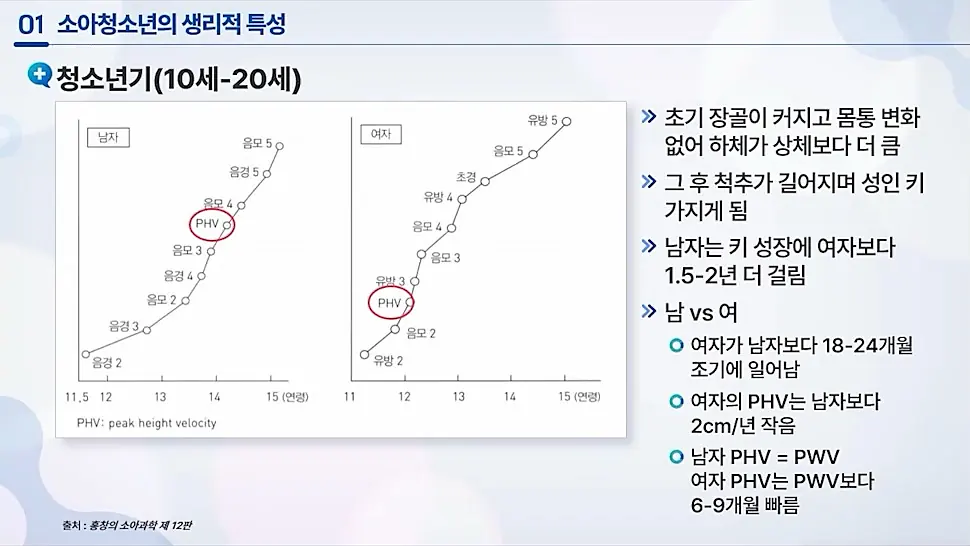 01 소아청소년의 생리적 특성
청소년기(10세-20세)
남자
음모 5
음경 5
음모 4
PHV
음모 3
음경 4
음모 2
음경 3
음경 2
11.5 12 13 14 15 (연령)
여자
유방 5
음모 5
초경
유방 4
음모 4
음모 3
유방 3
PHV
음모 2
유방 2
11 12 13 14 15 (연령)
PHV: peak height velocity
초기 장골이 커지고 몸통 변화
없어 하체가 상체보다 더 큼
그 후 척추가 길어지며 성인 키
가지게 됨
남자는 키 성장에 여자보다
1.5-2년 더 걸림
남 vs 여
여자가 남자보다 18-24개월
조기에 일어남
여자의 PHV는 남자보다
2cm/년 작음
남자 PHV = PWV
여자 PHV는 PWV보다
6-9개월 빠름
출처 : 홍창의 소아과학 제 12판